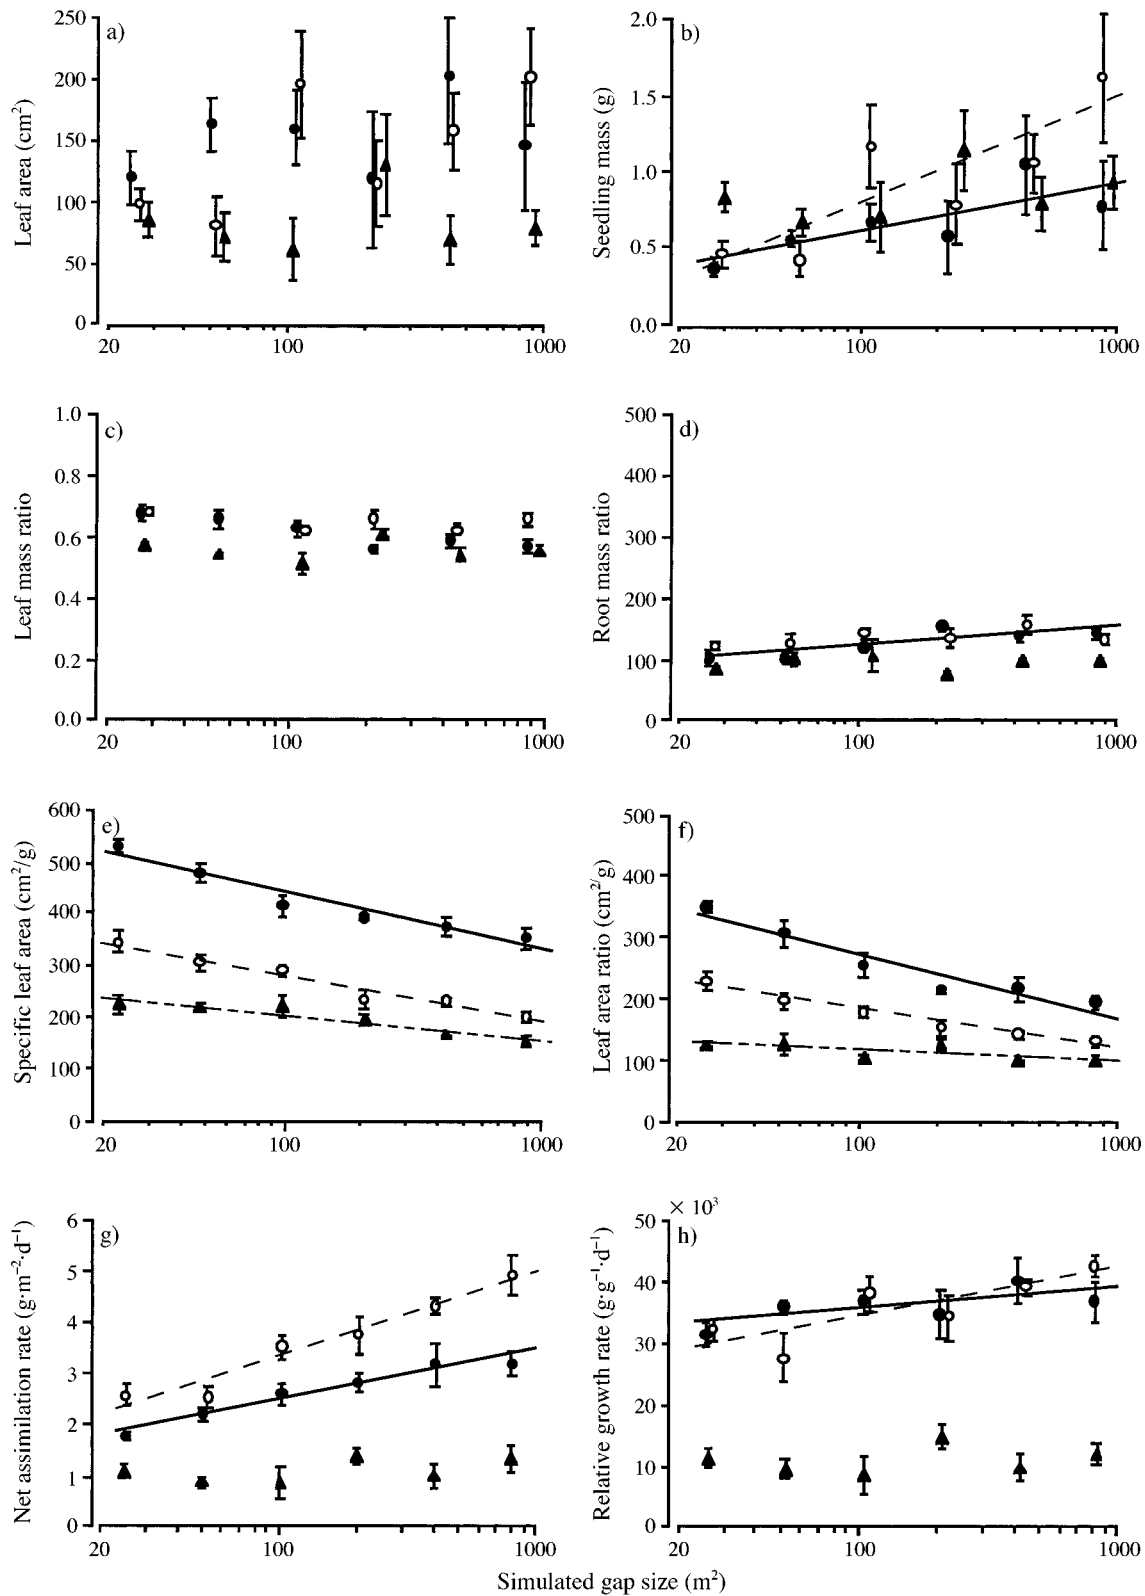 a)
Leaf area (cm²)
250
200
150
100
50
0
20 100 1000
b)
Seedling mass (g)
2.0
1.5
1.0
0.5
0.0
20 100 1000
c)
Leaf mass ratio
1.0
0.8
0.6
0.4
0.2
0.0
20 100 1000
d)
Root mass ratio
500
400
300
200
100
0
20 100 1000
e)
Specific leaf area (cm²/g)
600
500
400
300
200
100
0
20 100 1000
f)
Leaf area ratio (cm²/g)
500
400
300
200
100
0
20 100 1000
g)
Net assimilation rate (g·m⁻²·d⁻¹)
6
5
4
3
2
1
0
20 100 1000
× 10³
h)
Relative growth rate (g·g⁻¹·d⁻¹)
50
40
30
20
10
0
20 100 1000
Simulated gap size (m²)